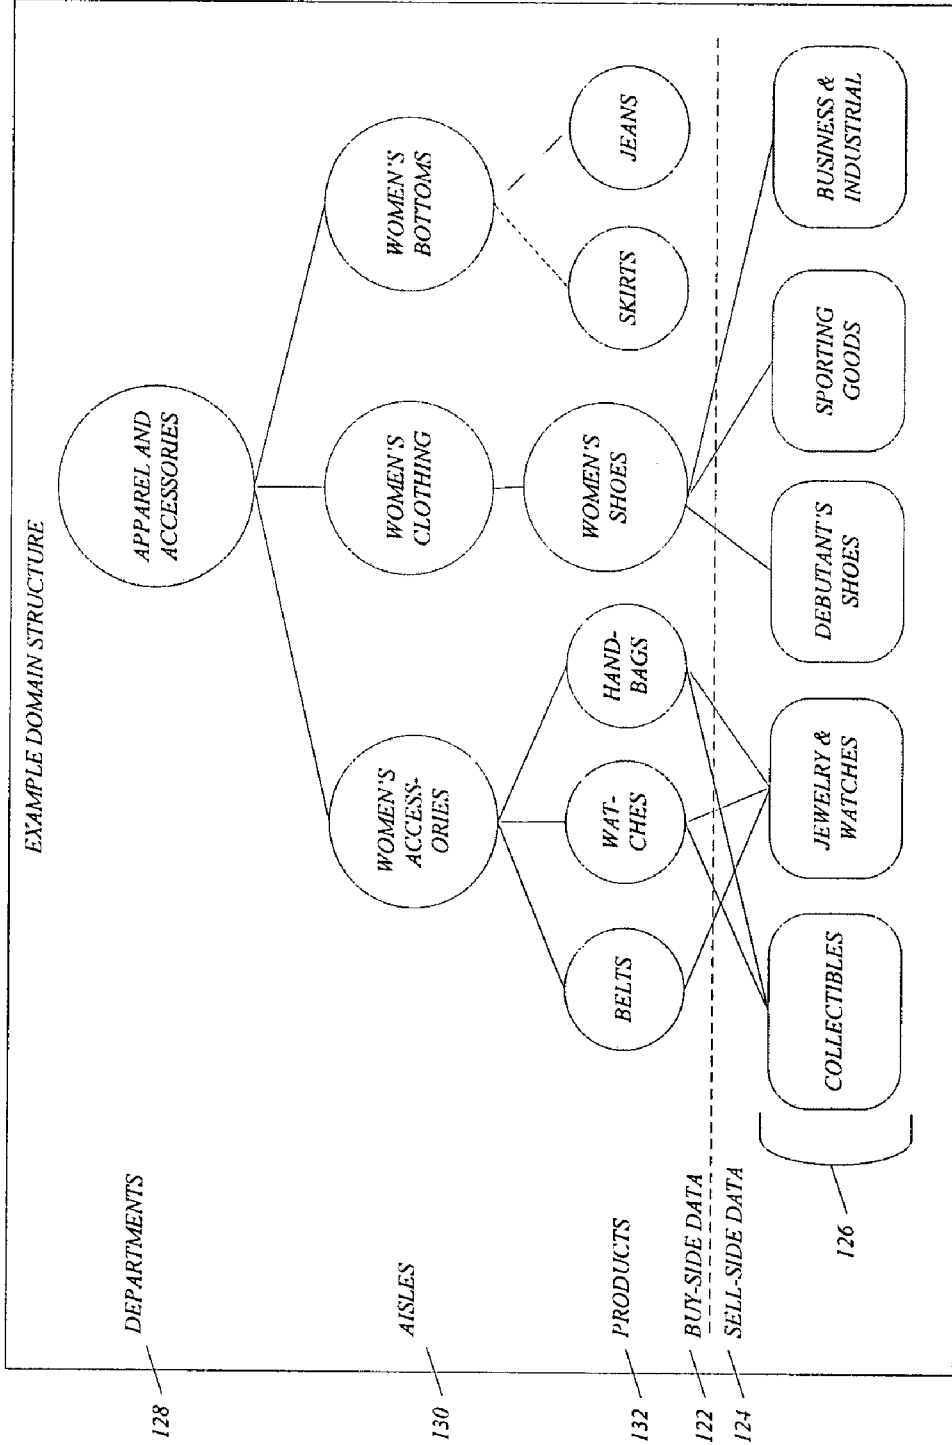 EXAMPLE DOMAIN STRUCTURE
128
DEPARTMENTS
APPAREL AND
ACCESSORIES
130
AISLES
WOMEN'S
ACCESS-
ORIES
WOMEN'S
CLOTHING
WOMEN'S
BOTTOMS
132
PRODUCTS
BELTS
WAT-
CHES
HAND-
BAGS
WOMEN'S
SHOES
SKIRTS
JEANS
122
BUY-SIDE DATA
124
SELL-SIDE DATA
126
COLLECTIBLES
JEWELRY &
WATCHES
DEBUTANT'S
SHOES
SPORTING
GOODS
BUSINESS &
INDUSTRIAL